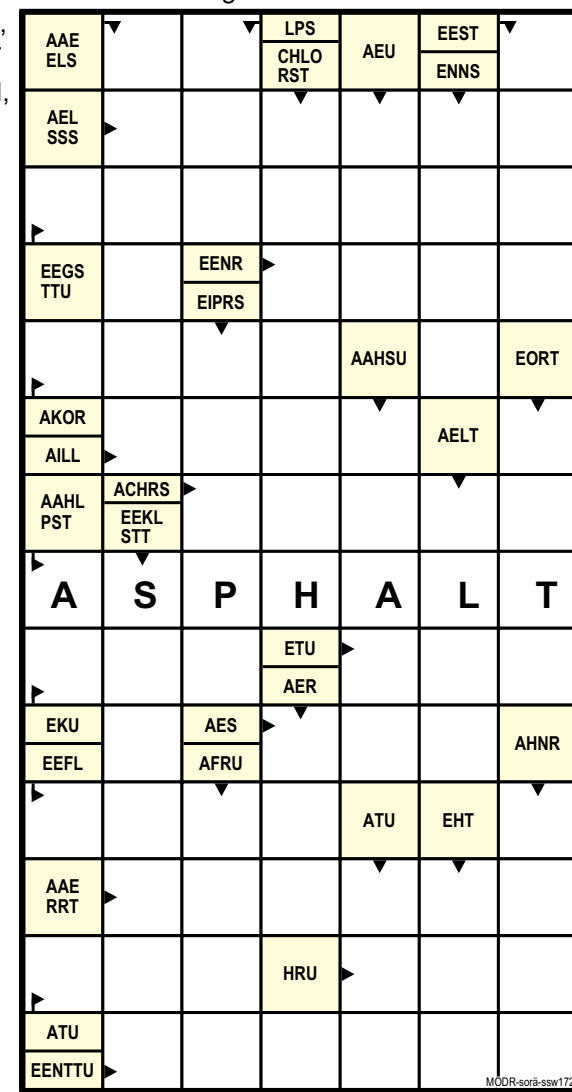 ,
AAE
ELS
LPS
CHLO
RST
AEU
EEST
ENNS
,
AEL
SSS
EEGS
TTU
EENR
EIPRS
AAHSU
EORT
AKOR
AILL
AELT
AAHL
PST
ACHRS
EEKL
STT
A S P H A L T
ETU
AER
EKU
EEFL
AES
AFRU
AHNR
ATU
EHT
AAE
RRT
HRU
ATU
EENTTU
MODR-sorä-ssw172